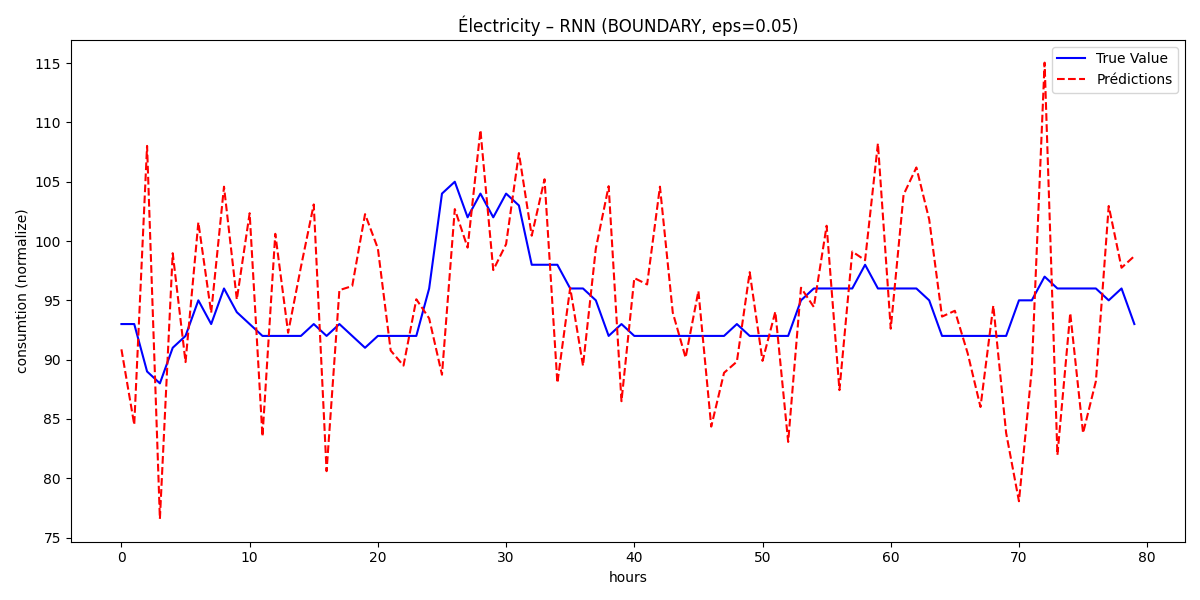 Électricity – RNN (BOUNDARY, eps=0.05)
True Value
Prédictions
consumtion (normalize)
115
110
105
100
95
90
85
80
75
0 10 20 30 40 50 60 70 80
hours